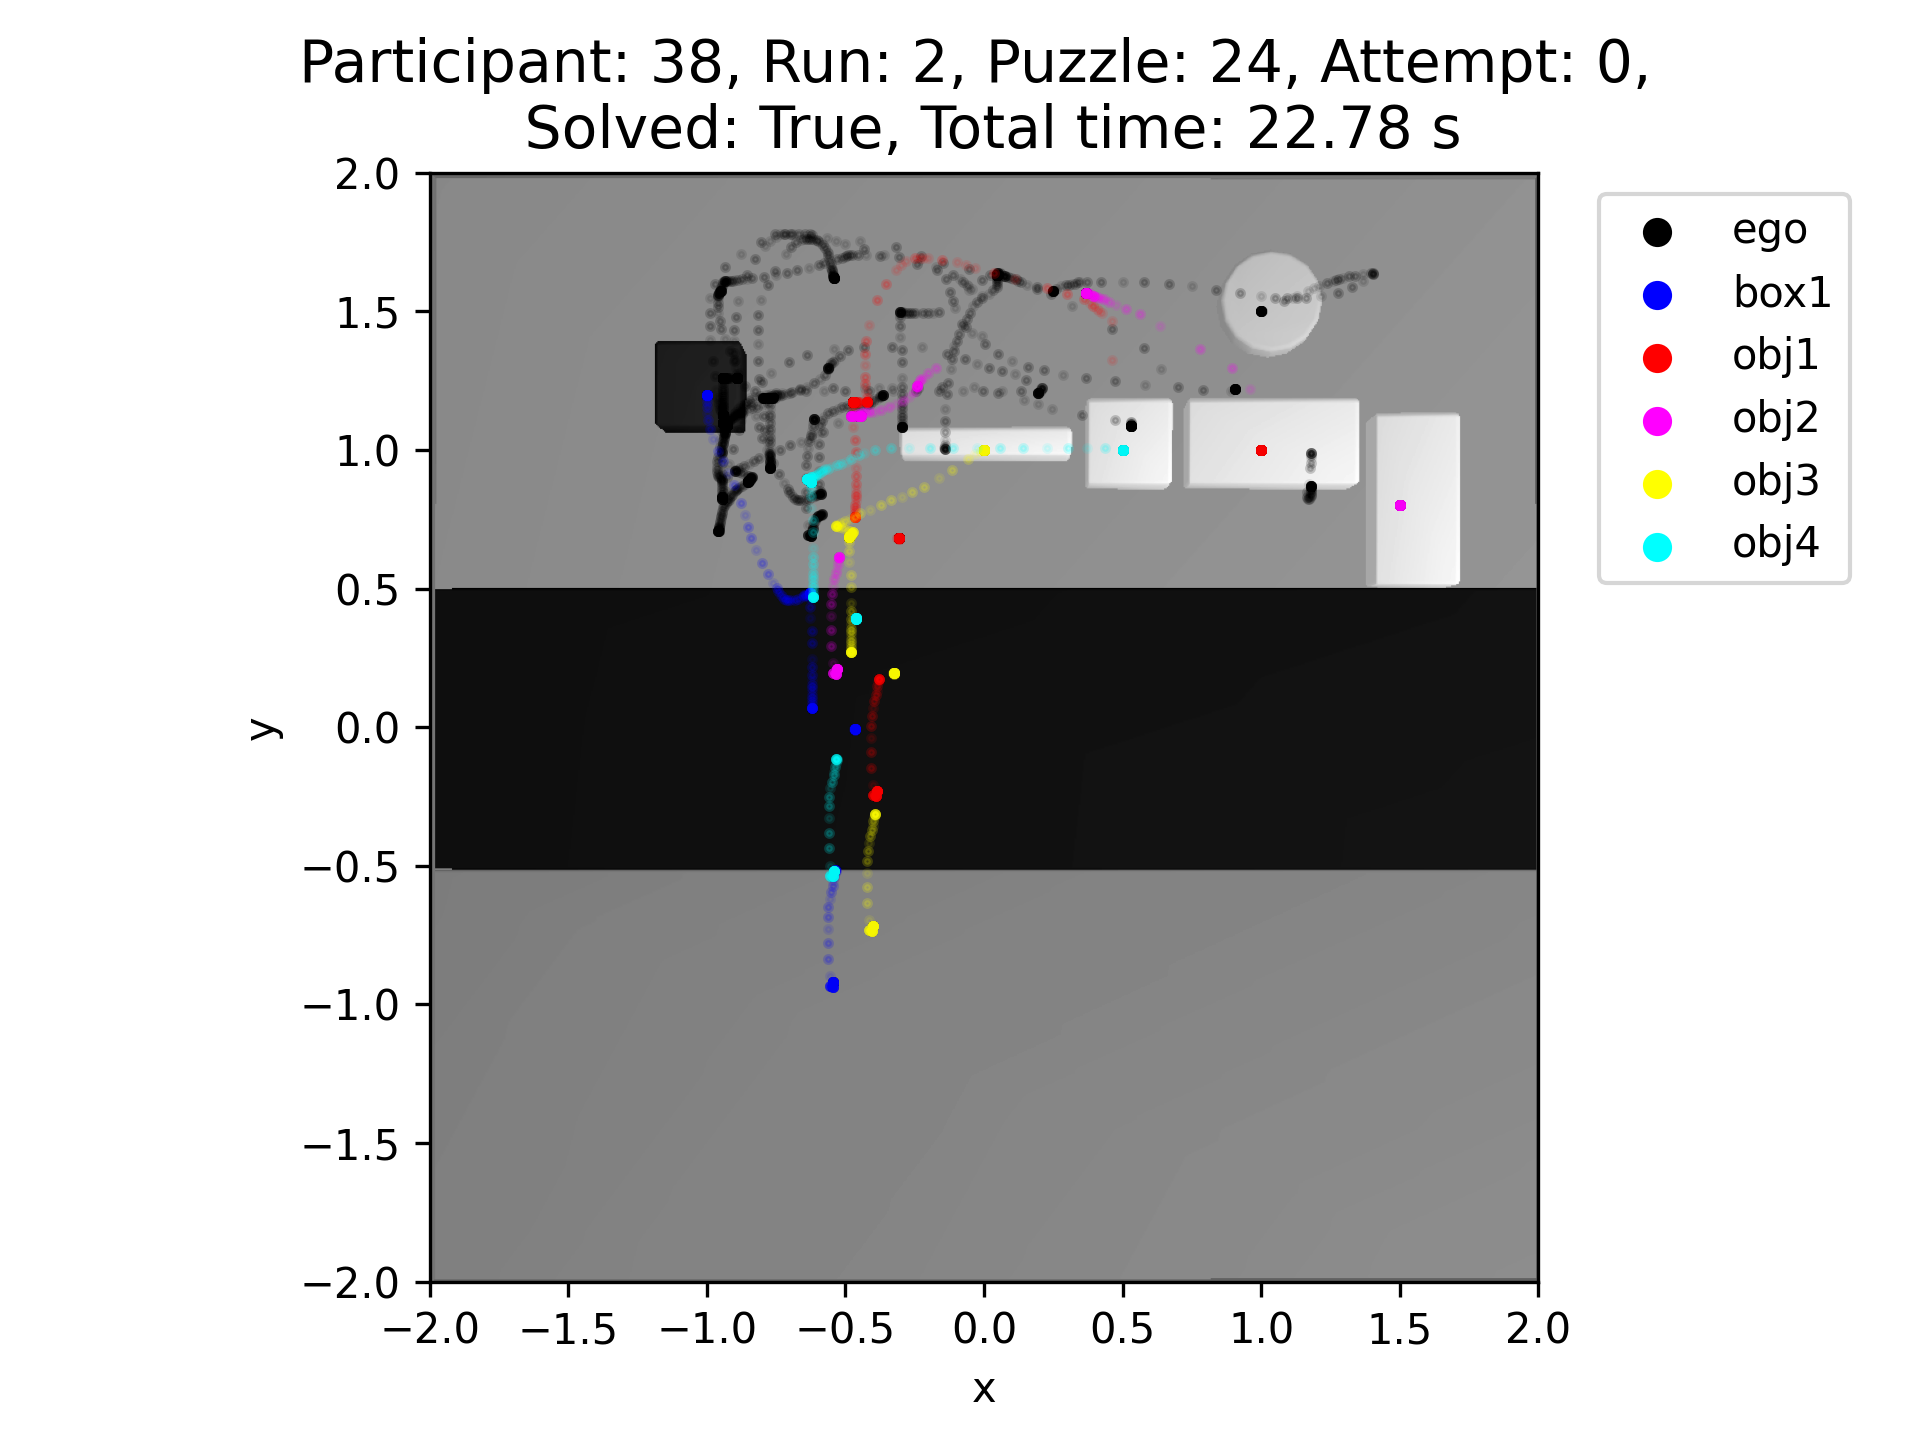 Participant: 38, Run: 2, Puzzle: 24, Attempt: 0,
Solved: True, Total time: 22.78 s
2.0
1.5
1.0
0.5
0.0
−0.5
−1.0
−1.5
−2.0
y
−2.0 −1.5 −1.0 −0.5 0.0 0.5 1.0 1.5 2.0
x
ego
box1
obj1
obj2
obj3
obj4